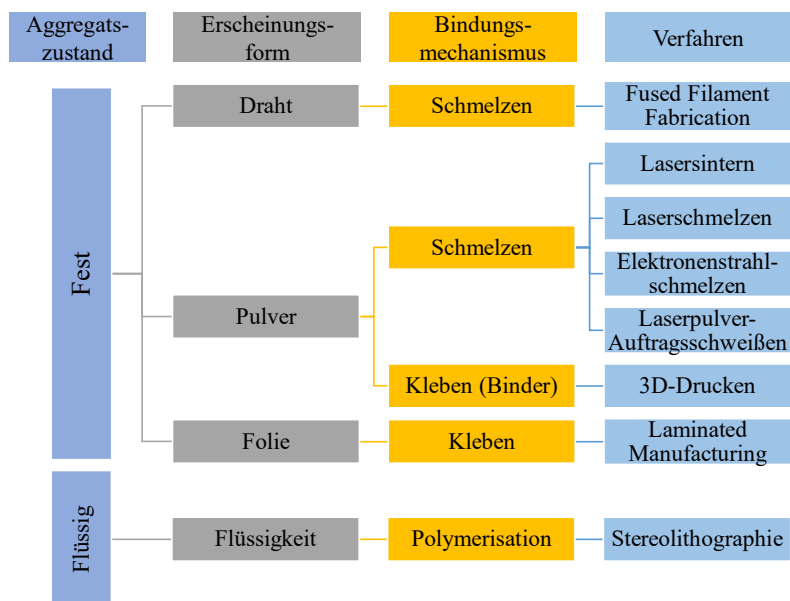 Aggregats-
zustand
Erscheinungs-
form
Bindungs-
mechanismus
Verfahren
Fest
Draht
Schmelzen
Fused Filament
Fabrication
Pulver
Schmelzen
Lasersintern
Laserschmelzen
Elektronenstrahl-
schmelzen
Laserpulver-
Auftragsschweißen
Kleben (Binder)
3D-Drucken
Folie
Kleben
Laminated
Manufacturing
Flüssig
Flüssigkeit
Polymerisation
Stereolithographie